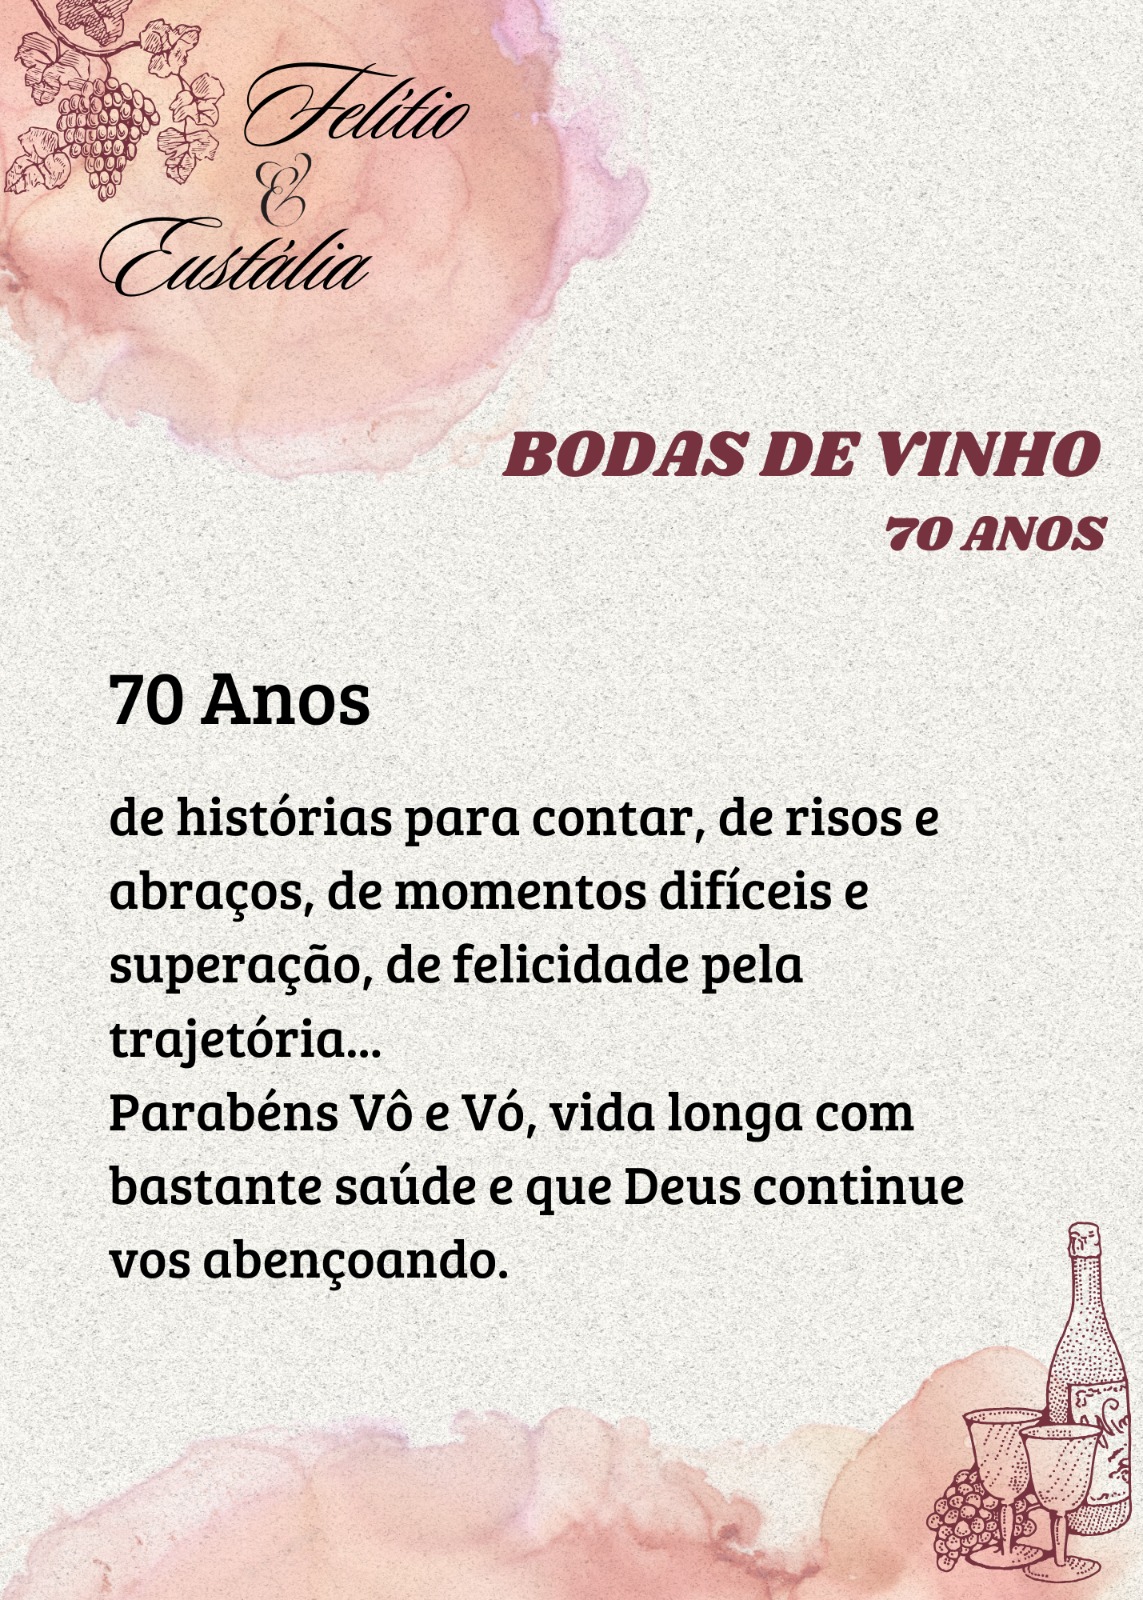 Felítio
&
Eustália
BODAS DE VINHO
70 ANOS
70 Anos
de histórias para contar, de risos e
abraços, de momentos difíceis e
superação, de felicidade pela
trajetória...
Parabéns Vô e Vó, vida longa com
bastante saúde e que Deus continue
vos abençoando.